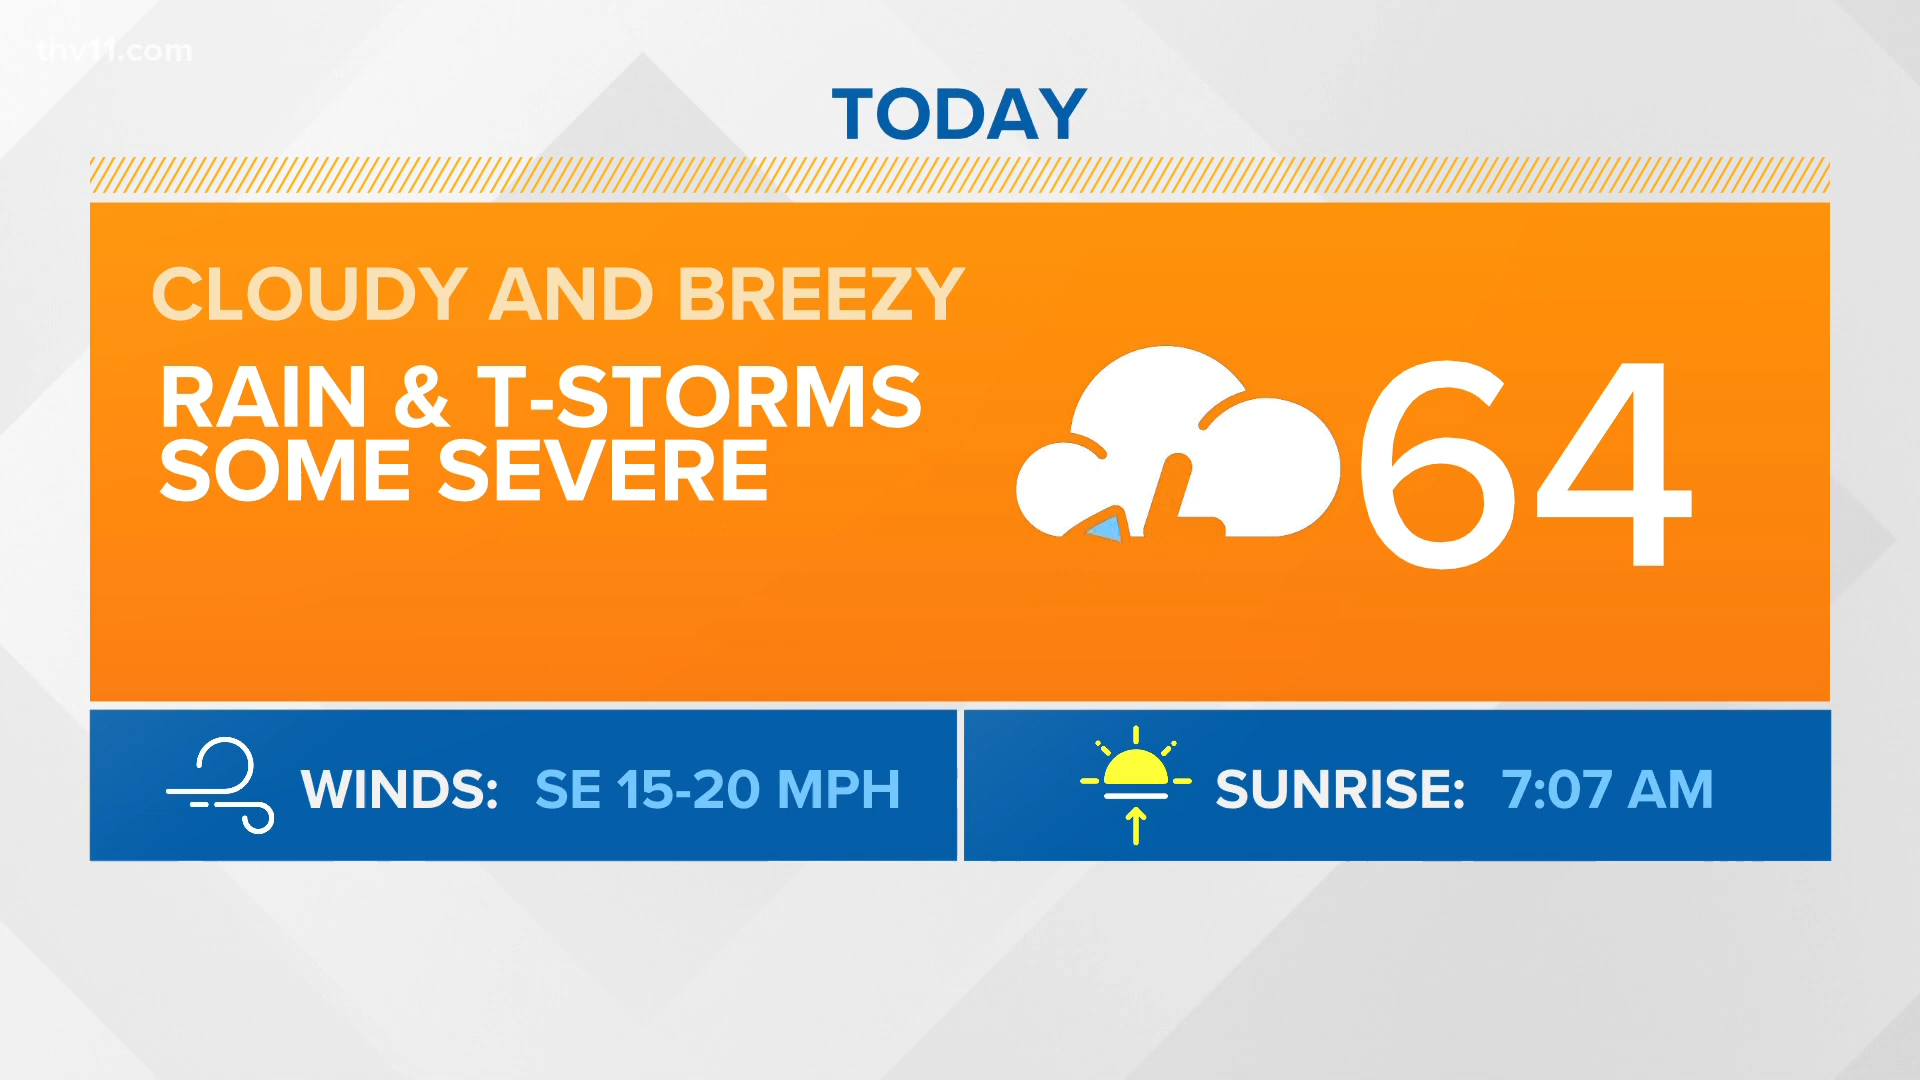 thv11.com
TODAY
CLOUDY AND BREEZY
RAIN & T-STORMS
SOME SEVERE
64
WINDS: SE 15-20 MPH
SUNRISE: 7:07 AM